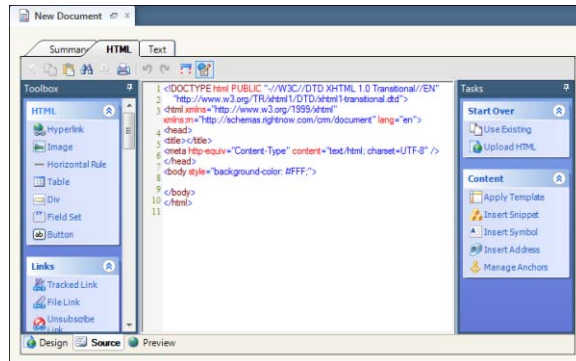 New Document
Summary HTML Text
Toolbox
HTML
Hyperlink
Image
Horizontal Rule
Table
Div
Field Set
ab Button
Links
Tracked Link
File Link
Unsubscribe
Link
1 <!DOCTYPE html PUBLIC "-//W3C//DTD XHTML 1.0 Transitional//EN"
2 "http://www.w3.org/TR/xhtml1/DTD/xhtml1-transitional.dtd">
3 <html xmlns="http://www.w3.org/1999/xhtml"
xmlns:rn="http://schemas.rightnow.com/crm/document" lang="en">
4 <head>
5 <title></title>
6 <meta http-equiv="Content-Type" content="text/html; charset=UTF-8" />
7 </head>
8 <body style="background-color: #FFF;">
9 </body>
10 </html>
11
Tasks
Start Over
Use Existing
Upload HTML
Content
Apply Template
Insert Snippet
Insert Symbol
Insert Address
Manage Anchors
Design Source Preview